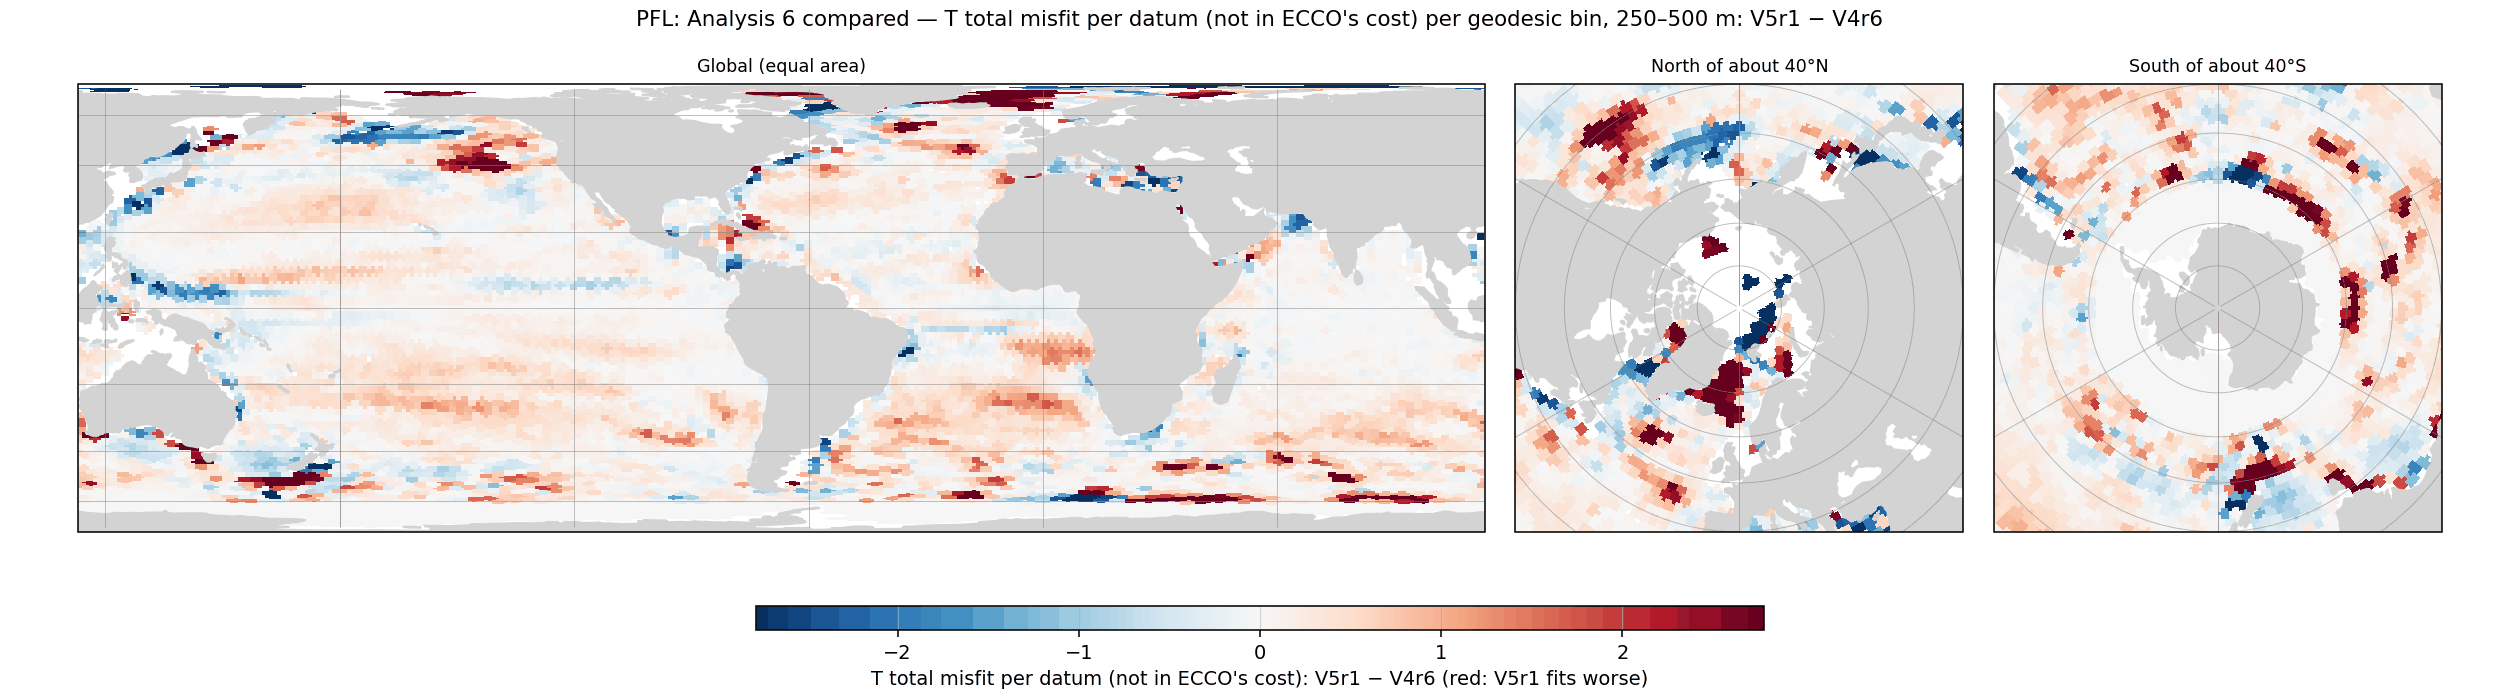 PFL: Analysis 6 compared — T total misfit per datum (not in ECCO's cost) per geodesic bin, 250–500 m: V5r1 − V4r6
Global (equal area)
North of about 40°N
South of about 40°S
−2
−1
0
1
2
T total misfit per datum (not in ECCO's cost): V5r1 − V4r6 (red: V5r1 fits worse)